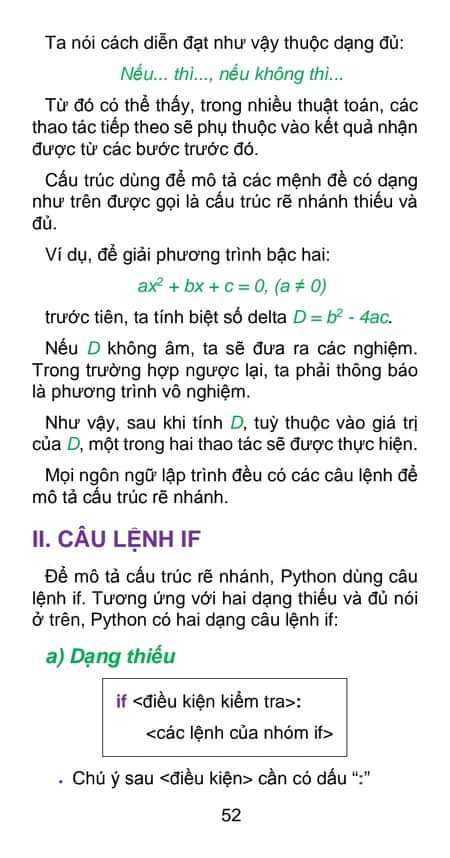 Ta nói cách diễn đạt như vậy thuộc dạng đủ:
Nếu... thì..., nếu không thì...
Từ đó có thể thấy, trong nhiều thuật toán, các
thao tác tiếp theo sẽ phụ thuộc vào kết quả nhận
được từ các bước trước đó.
Cấu trúc dùng để mô tả các mệnh đề có dạng
như trên được gọi là cấu trúc rẽ nhánh thiếu và
đủ.
Ví dụ, để giải phương trình bậc hai:
ax² + bx + c = 0, (a ≠ 0)
trước tiên, ta tính biệt số delta D = b² - 4ac.
Nếu D không âm, ta sẽ đưa ra các nghiệm.
Trong trường hợp ngược lại, ta phải thông báo
là phương trình vô nghiệm.
Như vậy, sau khi tính D, tuỳ thuộc vào giá trị
của D, một trong hai thao tác sẽ được thực hiện.
Mọi ngôn ngữ lập trình đều có các câu lệnh để
mô tả cấu trúc rẽ nhánh.
II. CÂU LỆNH IF
Để mô tả cấu trúc rẽ nhánh, Python dùng câu
lệnh if. Tương ứng với hai dạng thiếu và đủ nói
ở trên, Python có hai dạng câu lệnh if:
a) Dạng thiếu
if <điều kiện kiểm tra>:
<các lệnh của nhóm if>
. Chú ý sau <điều kiện> cần có dấu “:”
52